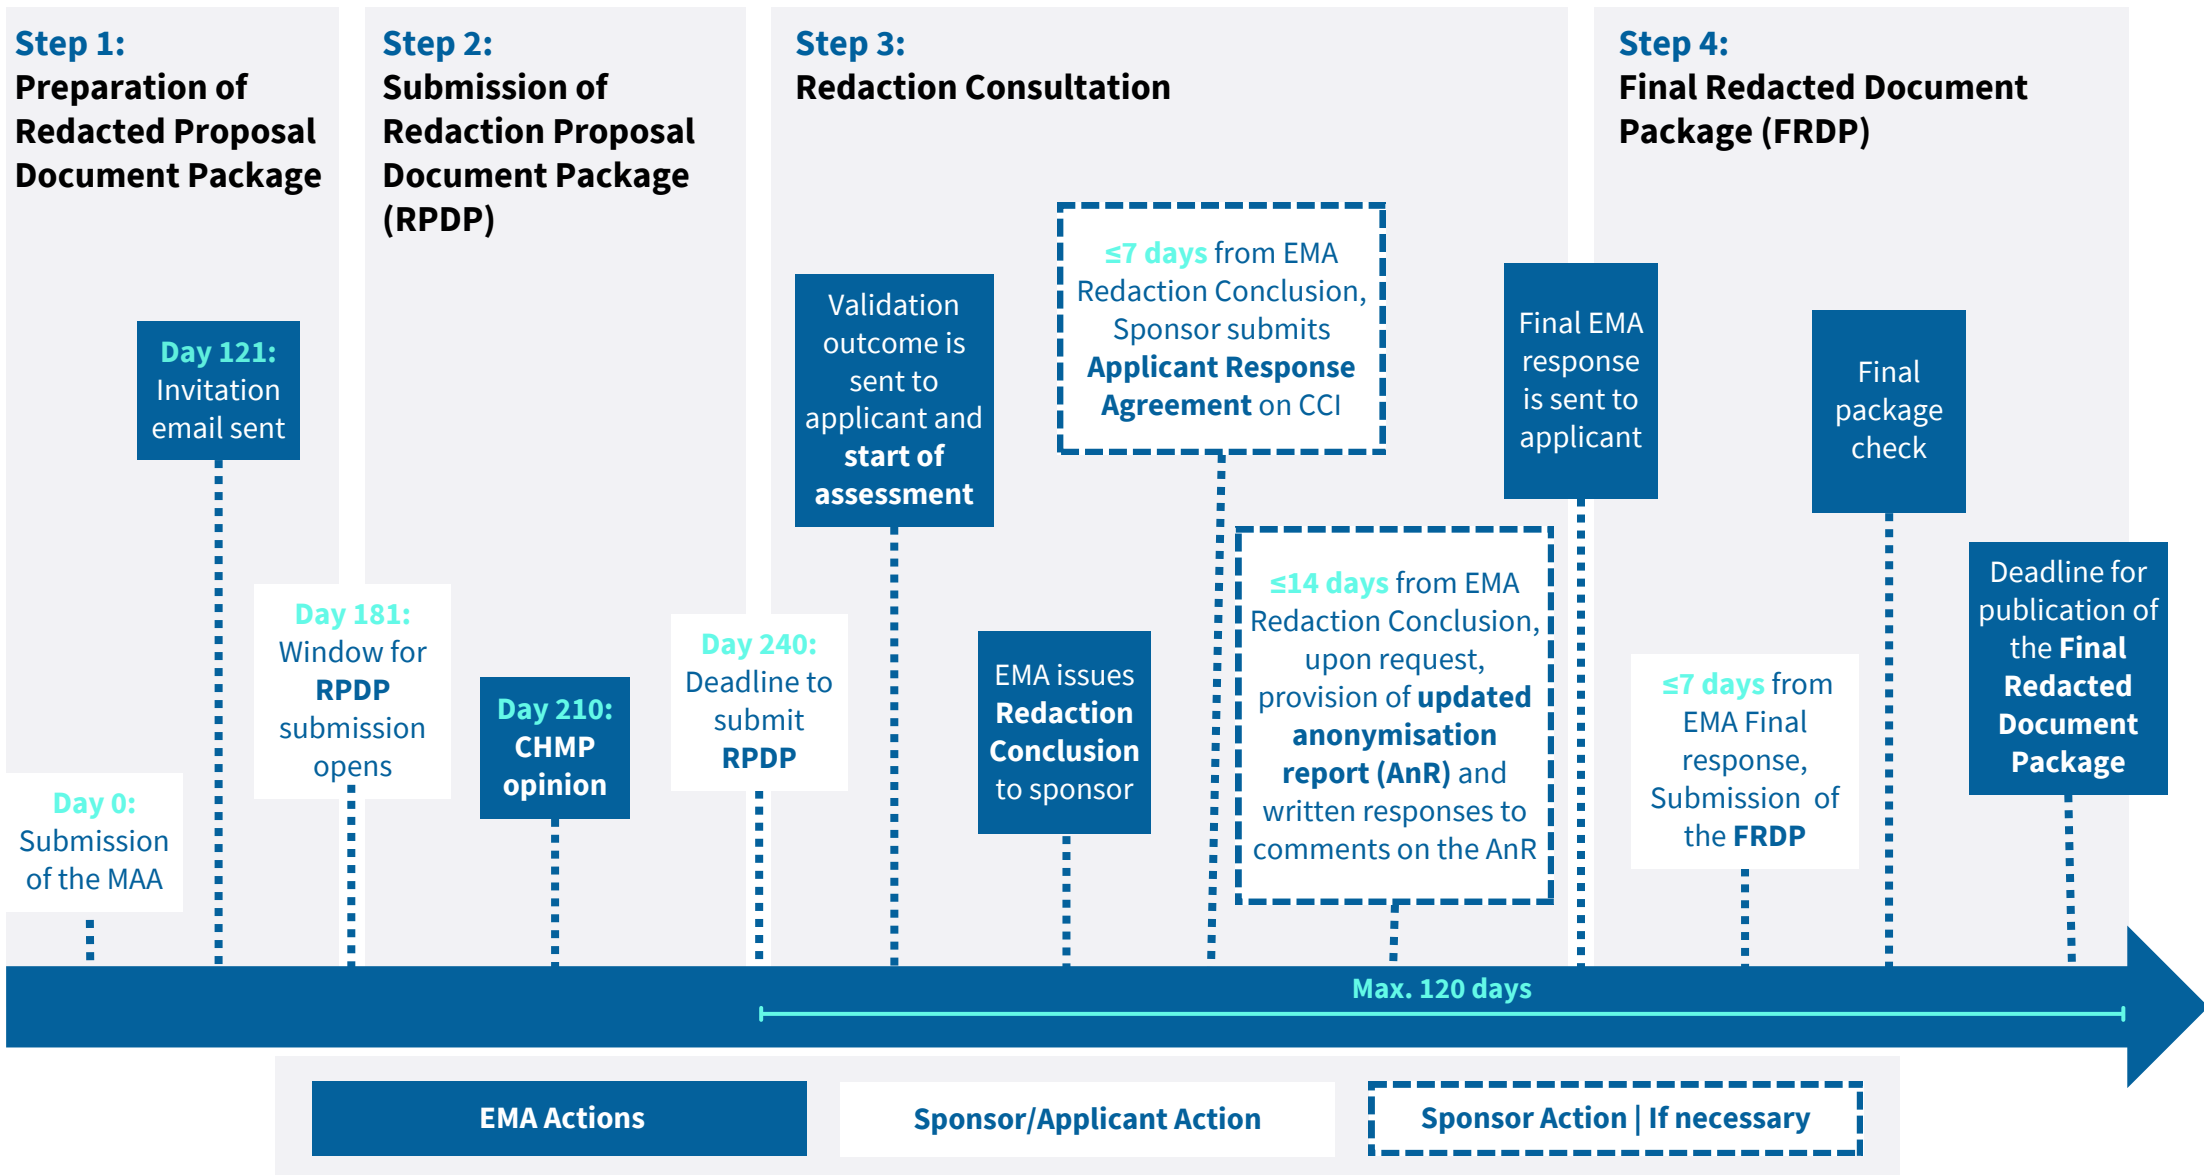 Step 1:
Preparation of
Redacted Proposal
Document Package
Step 2:
Submission of
Redaction Proposal
Document Package
(RPDP)
Step 3:
Redaction Consultation
Step 4:
Final Redacted Document
Package (FRDP)
Day 0:
Submission
of the MAA
Day 121:
Invitation
email sent
Day 181:
Window for
RPDP
submission
opens
Day 210:
CHMP
opinion
Day 240:
Deadline to
submit
RPDP
Validation
outcome is
sent to
applicant and
start of
assessment
EMA issues
Redaction
Conclusion
to sponsor
≤7 days from EMA
Redaction Conclusion,
Sponsor submits
Applicant Response
Agreement on CCI
≤14 days from EMA
Redaction Conclusion,
upon request,
provision of updated
anonymisation
report (AnR) and
written responses to
comments on the AnR
Final EMA
response
is sent to
applicant
≤7 days from
EMA Final
response,
Submission of
the FRDP
Final
package
check
Deadline for
publication of
the Final
Redacted
Document
Package
Max. 120 days
EMA Actions
Sponsor/Applicant Action
Sponsor Action | If necessary